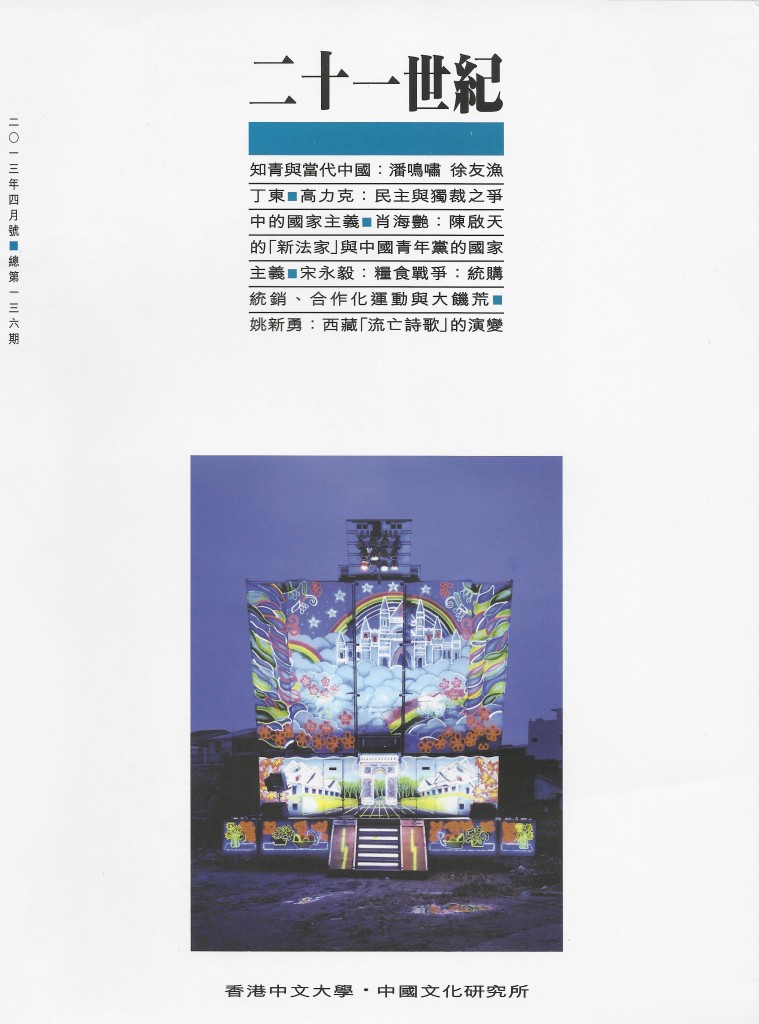 二十一世紀
二〇一三年四月號■總第一三六期
知青與當代中國：潘鳴嘯 徐友漁
丁東■高力克：民主與獨裁之爭
中的國家主義■肖海艷：陳啟天
的「新法家」與中國青年黨的國家
主義■宋永毅：糧食戰爭：統購
統銷、合作化運動與大饑荒■
姚新勇：西藏「流亡詩歌」的演變
香港中文大學・中國文化研究所